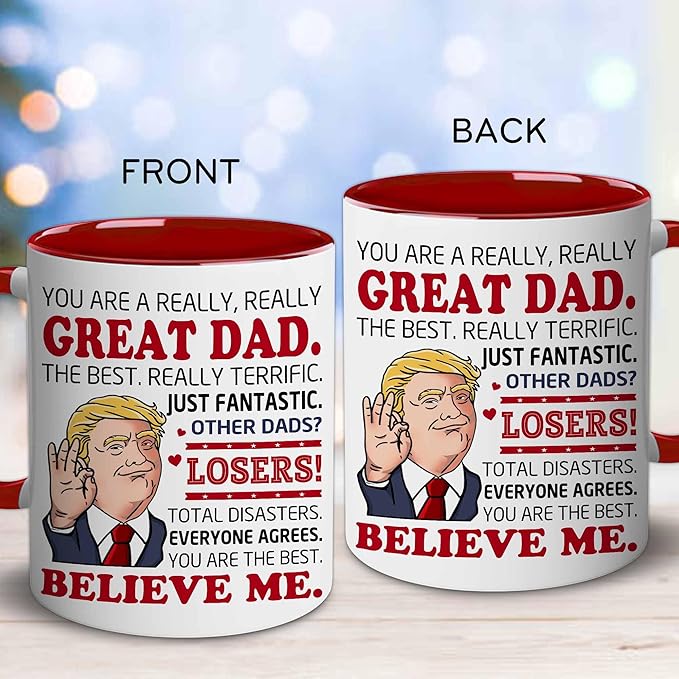 FRONT
YOU ARE A REALLY, REALLY
GREAT DAD.
THE BEST. REALLY TERRIFIC.
JUST FANTASTIC.
OTHER DADS?
LOSERS!
TOTAL DISASTERS.
EVERYONE AGREES.
YOU ARE THE BEST.
BELIEVE ME.
BACK
YOU ARE A REALLY, REALLY
GREAT DAD.
THE BEST. REALLY TERRIFIC.
JUST FANTASTIC.
OTHER DADS?
LOSERS!
TOTAL DISASTERS.
EVERYONE AGREES.
YOU ARE THE BEST.
BELIEVE ME.